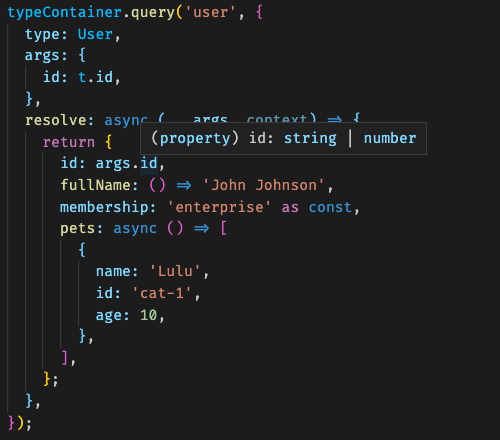 typeContainer.query('user', {
type: User,
args: {
id: t.id,
},
resolve: async (_, args, context) => {
(property) id: string | number
return {
id: args.id,
fullName: () => 'John Johnson',
membership: 'enterprise' as const,
pets: async () => [
{
name: 'Lulu',
id: 'cat-1',
age: 10,
},
],
};
},
});